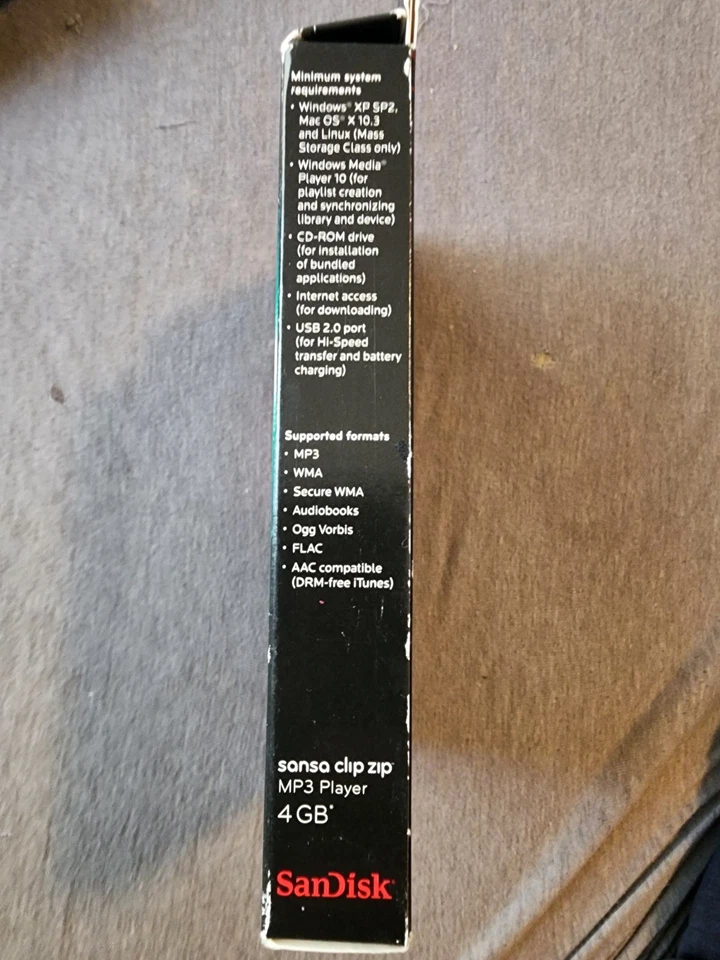 Minimum system
requirements
• Windows® XP SP2,
Mac OS® X 10.3
and Linux (Mass
Storage Class only)
• Windows Media®
Player 10 (for
playlist creation
and synchronizing
library and device)
• CD-ROM drive
(for installation
of bundled
applications)
• Internet access
(for downloading)
• USB 2.0 port
(for Hi-Speed
transfer and battery
charging)
Supported formats
• MP3
• WMA
• Secure WMA
• Audiobooks
• Ogg Vorbis
• FLAC
• AAC compatible
(DRM-free iTunes)
sansa clip zip™
MP3 Player
4 GB*
SanDisk®